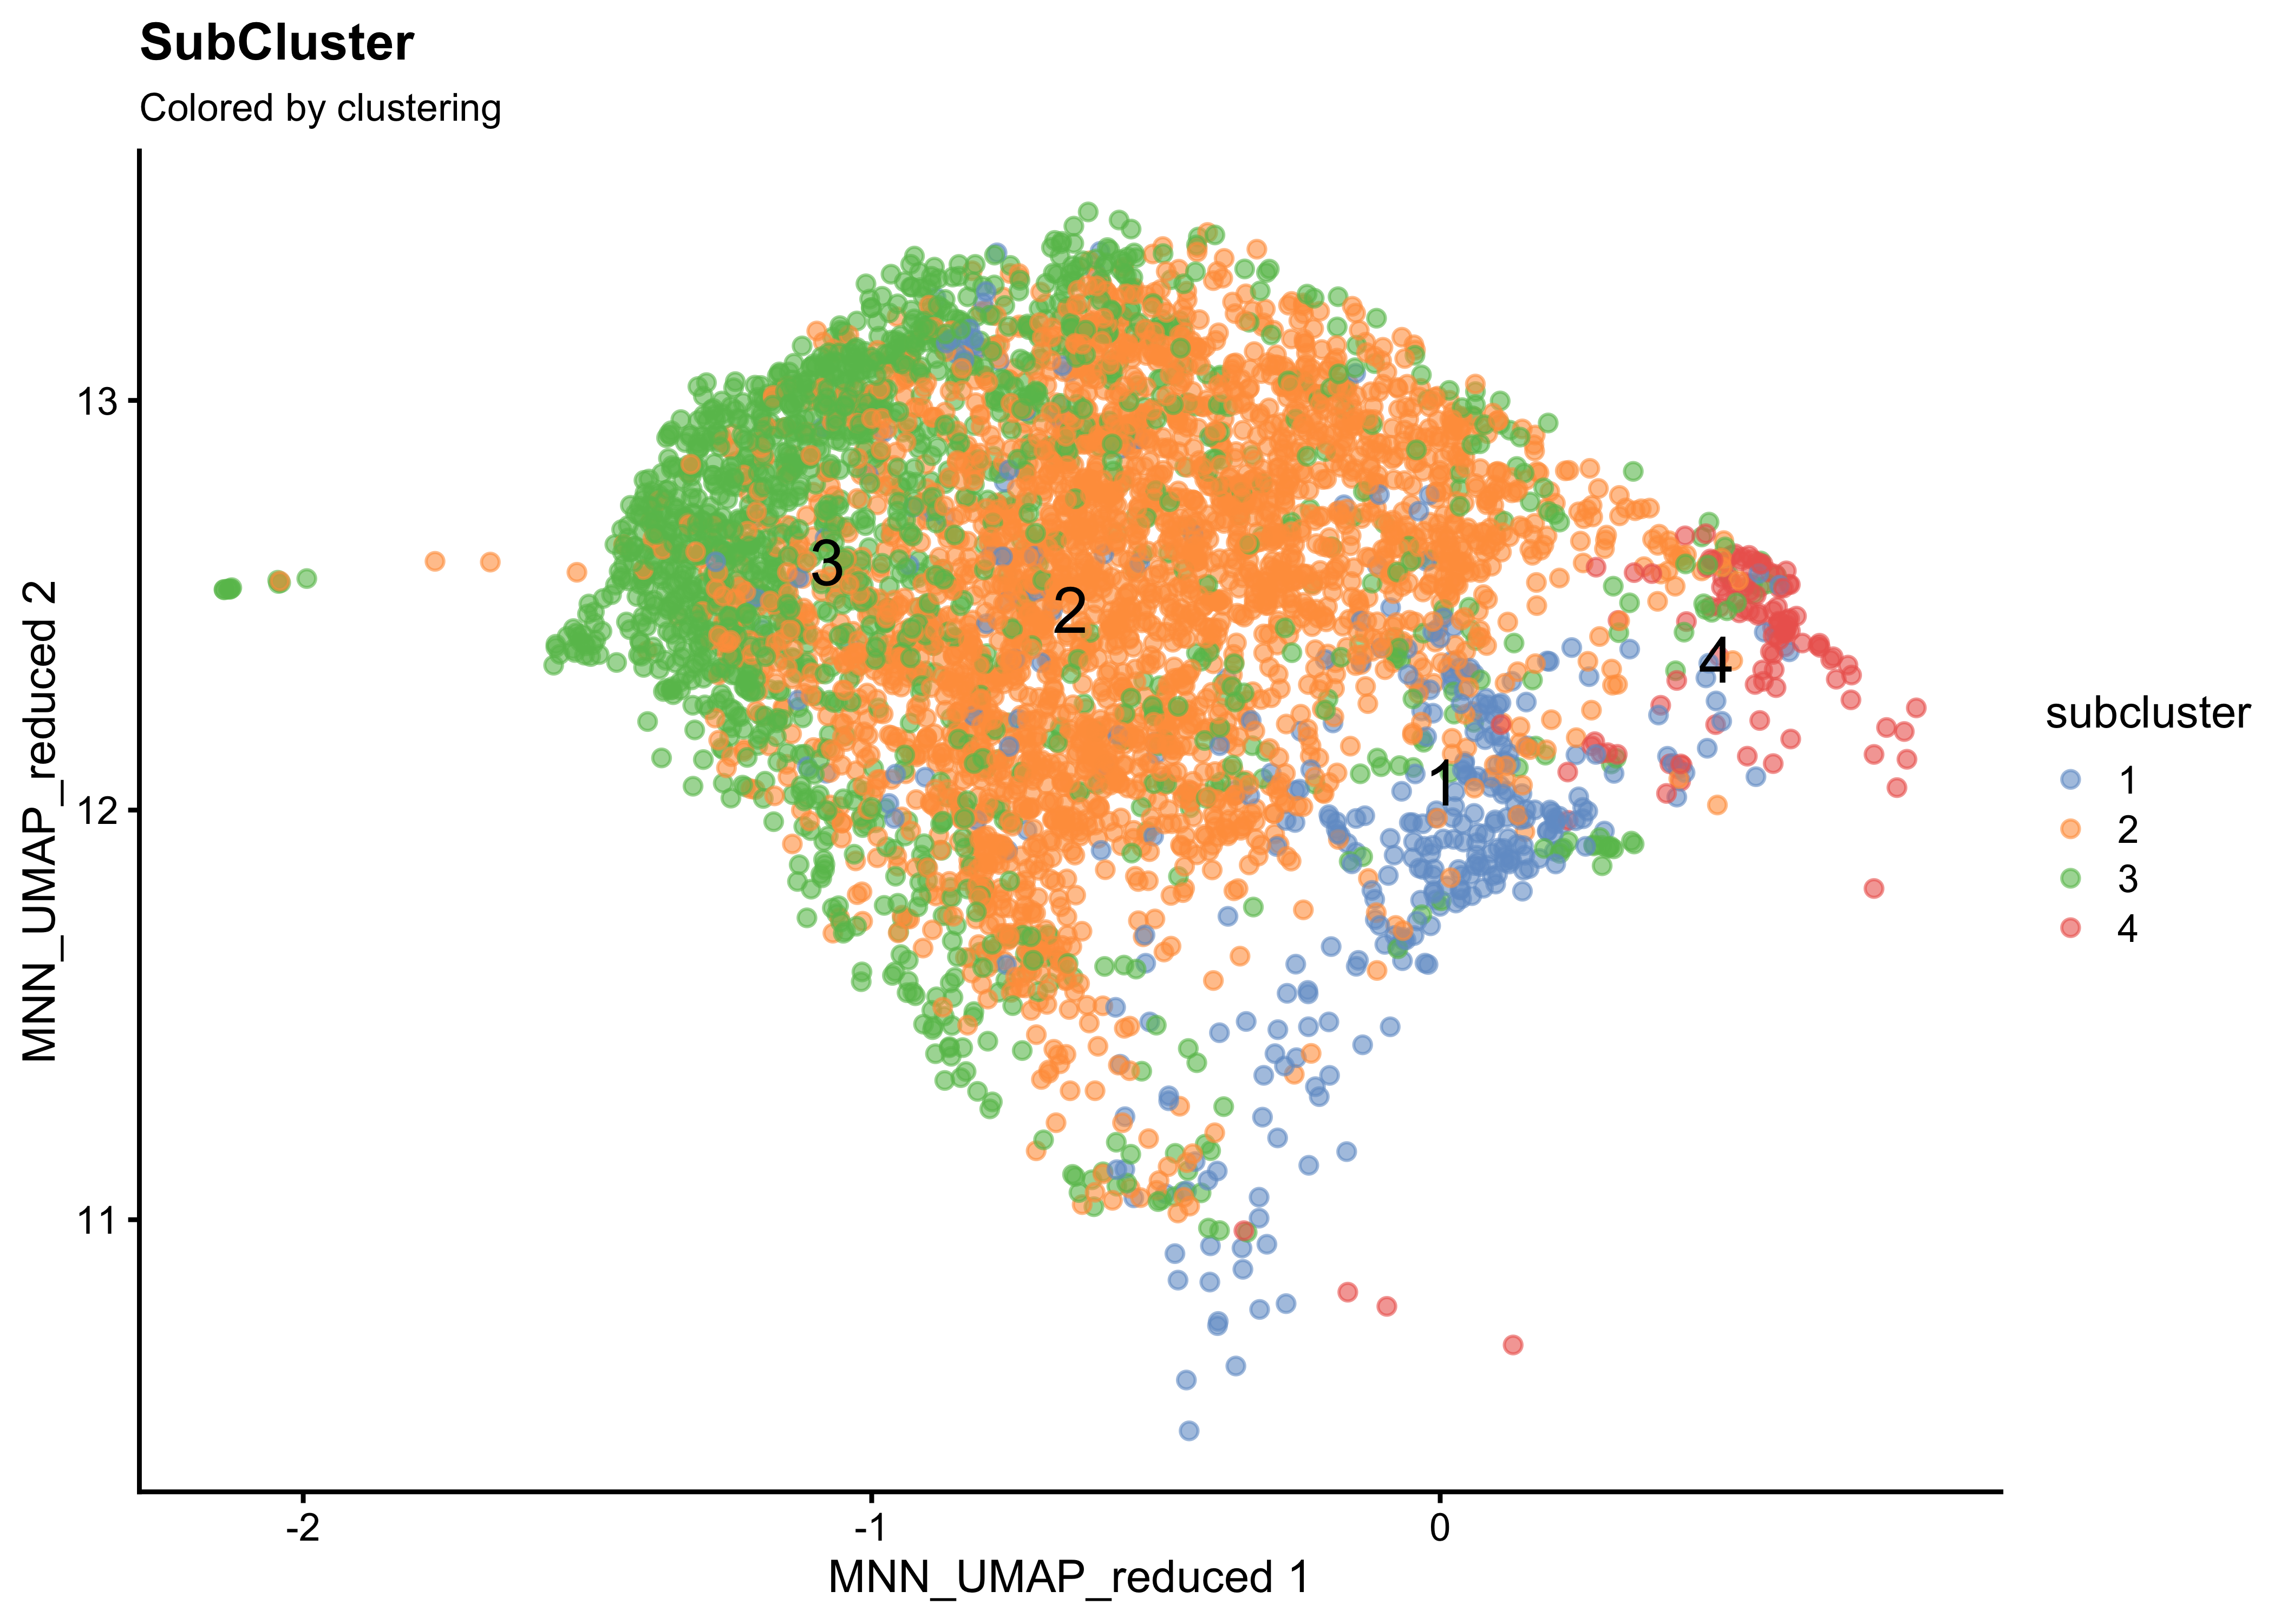 SubCluster
Colored by clustering
MNN_UMAP_reduced 2
13
12
11
3
2
4
1
-2
-1
0
MNN_UMAP_reduced 1
subcluster
1
2
3
4